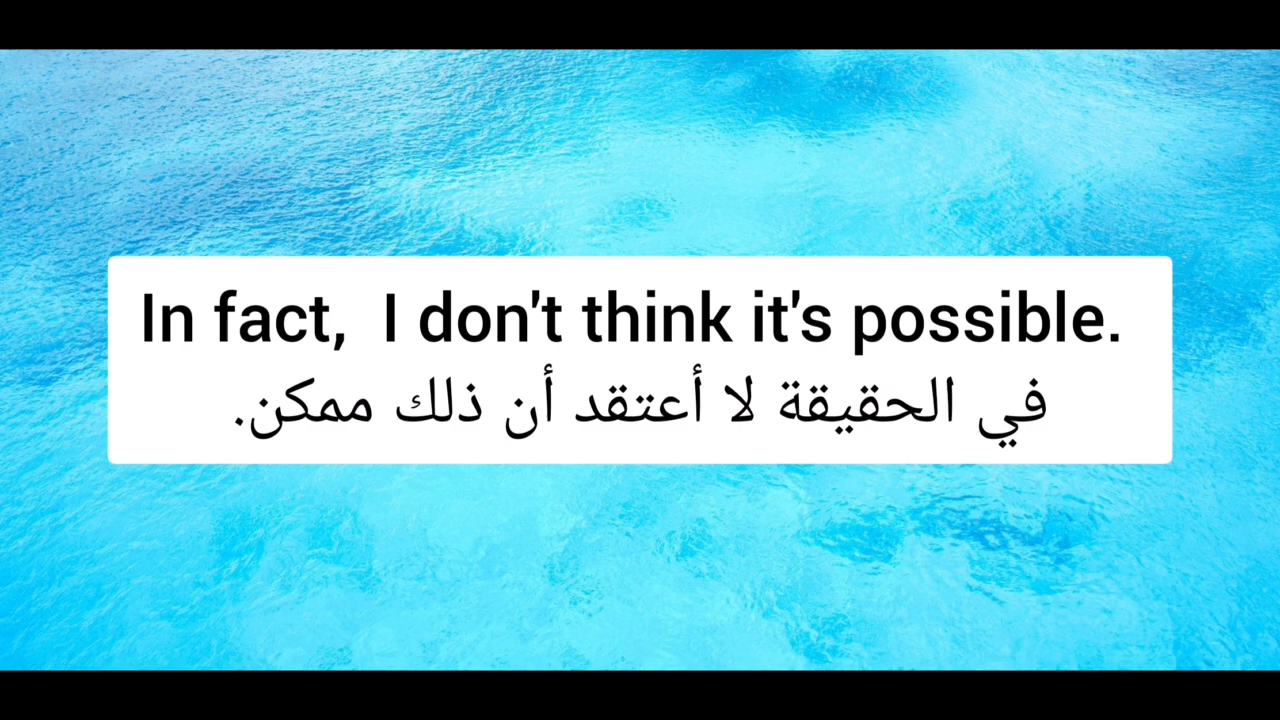 In fact,  I don't think it's possible.
في الحقيقة لا أعتقد أن ذلك ممكن.